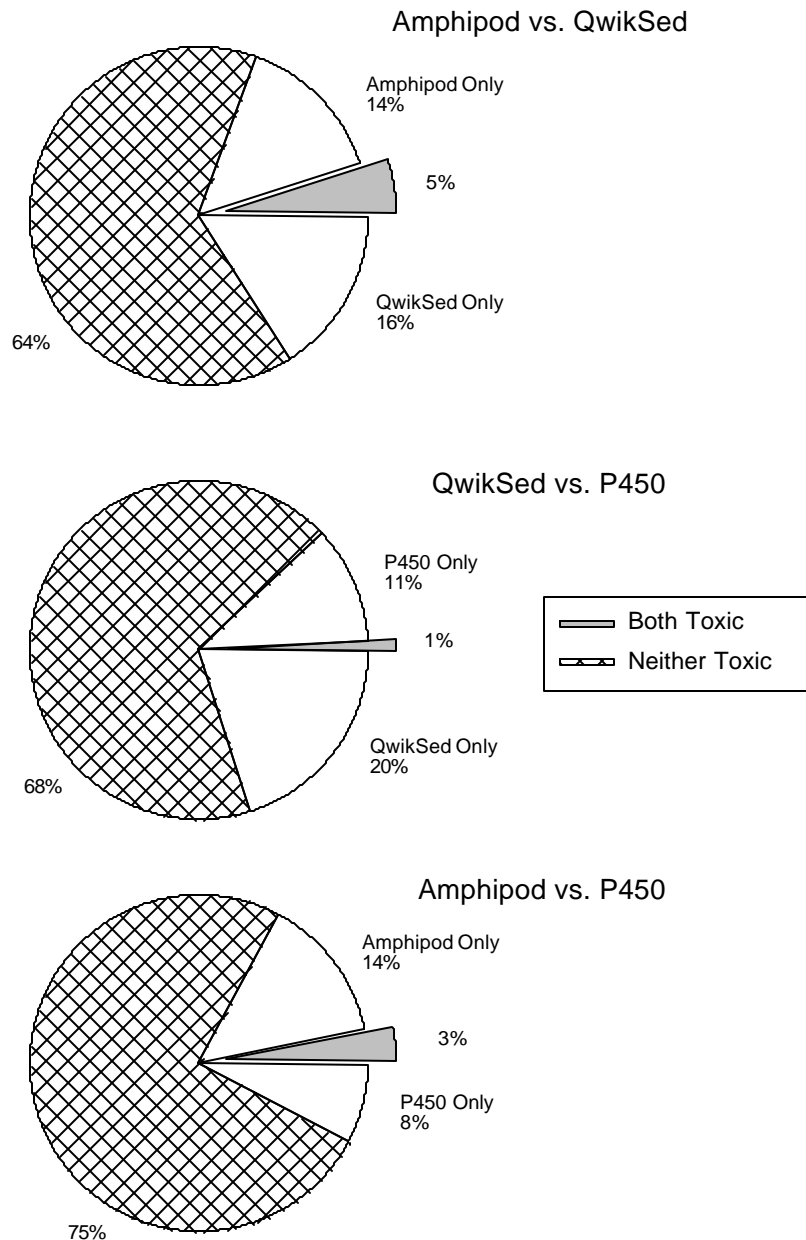 Amphipod vs. QwikSed
Amphipod Only
14%
5%
QwikSed Only
16%
64%
QwikSed vs. P450
P450 Only
11%
1%
Both Toxic
Neither Toxic
QwikSed Only
20%
68%
Amphipod vs. P450
Amphipod Only
14%
3%
P450 Only
8%
75%